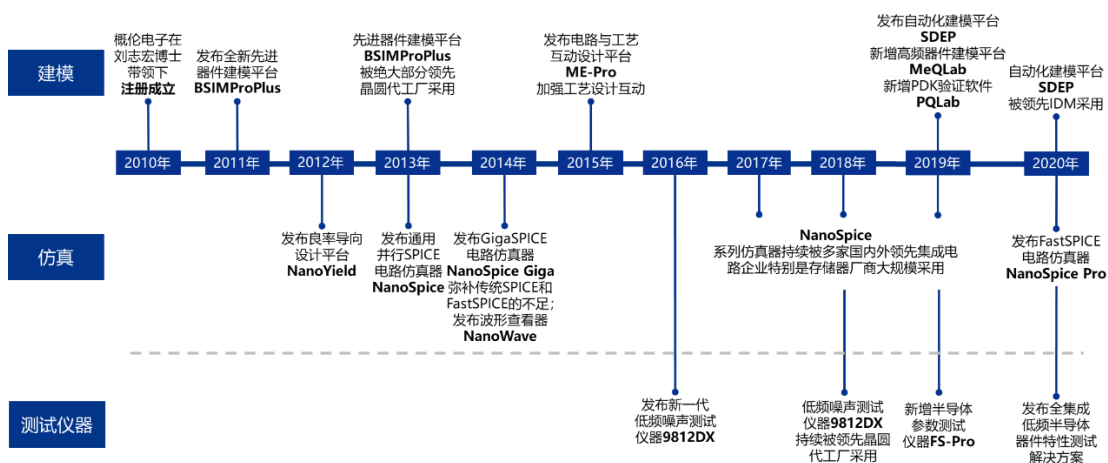 建模
概伦电子在
刘志宏博士
带领下
注册成立
发布全新先进
器件建模平台
BSIMProPlus
先进器件建模平台
BSIMProPlus
被绝大部分领先
晶圆代工厂采用
发布电路与工艺
互动设计平台
ME-Pro
加强工艺设计互动
发布自动化建模平台
SDEP
新增高频器件建模平台
MeQLab
新增PDK验证软件
PQLab
自动化建模平台
SDEP
被领先IDM采用
2010年
2011年
2012年
2013年
2014年
2015年
2016年
2017年
2018年
2019年
2020年
仿真
发布良率导向
设计平台
NanoYield
发布通用
并行SPICE
电路仿真器
NanoSpice
发布GigaSPICE
电路仿真器
NanoSpice Giga
弥补传统SPICE和
FastSPICE的不足；
发布波形查看器
NanoWave
NanoSpice
系列仿真器持续被多家国内外领先集成电
路企业特别是存储器厂商大规模采用
发布FastSPICE
电路仿真器
NanoSpice Pro
测试仪器
发布新一代
低频噪声测试
仪器9812DX
低频噪声测试
仪器9812DX
持续被领先晶圆
代工厂采用
新增半导体
参数测试
仪器FS-Pro
发布全集成
低频半导体
器件特性测试
解决方案